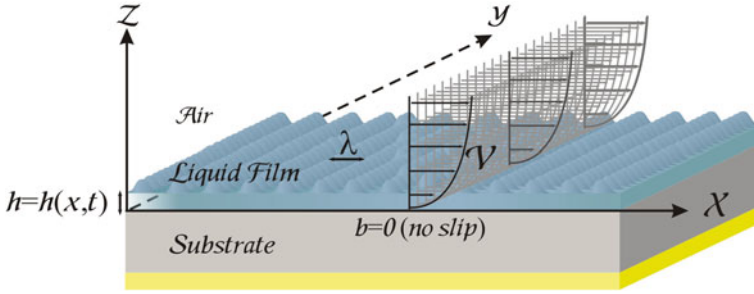 Z
y
Air
λ
Liquid Film
V
h=h(x,t)
X
b=0 (no slip)
Substrate